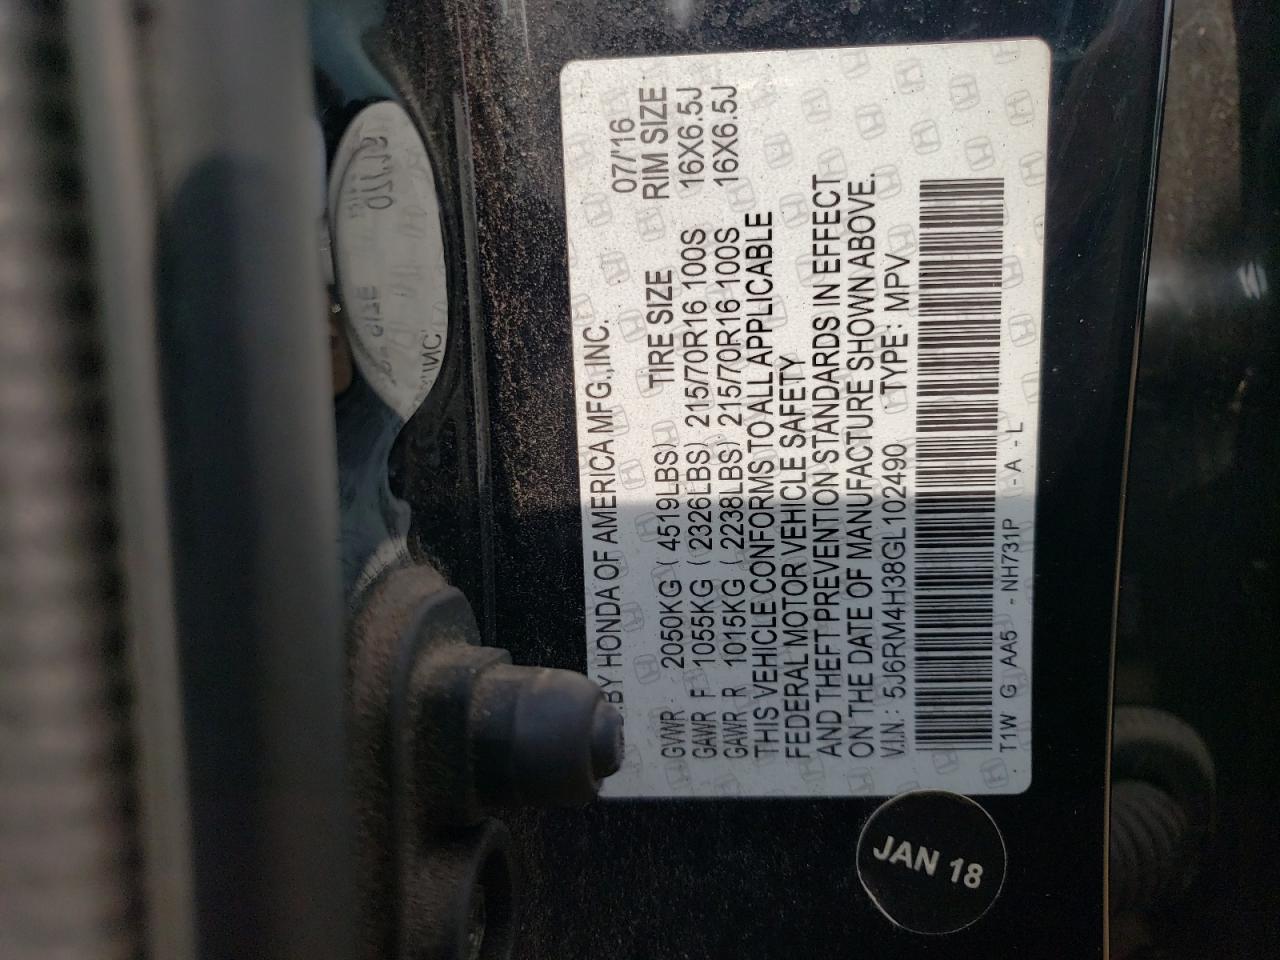 BY HONDA OF AMERICA MFG.,INC. 07/'16
GVWR 2050KG ( 4519LBS) TIRE SIZE RIM SIZE
GAWR F 1055KG ( 2326LBS) 215/70R16 100S 16X6.5J
GAWR R 1015KG ( 2238LBS) 215/70R16 100S 16X6.5J
THIS VEHICLE CONFORMS TO ALL APPLICABLE
FEDERAL MOTOR VEHICLE SAFETY
AND THEFT PREVENTION STANDARDS IN EFFECT
ON THE DATE OF MANUFACTURE SHOWN ABOVE.
V.I.N : 5J6RM4H38GL102490 TYPE : MPV
T1W G AA5 - NH731P -A - L
JAN 18